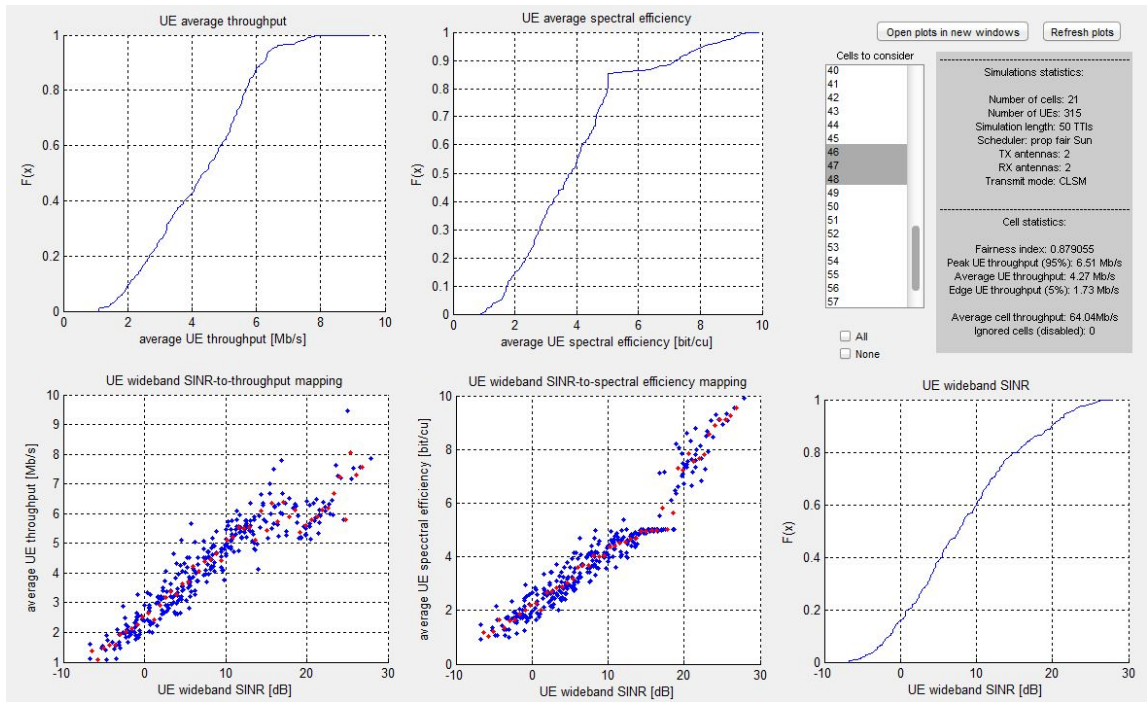 UE average throughput
1
0.9
0.8
0.7
0.6
0.5
0.4
0.3
0.2
0.1
0
F(x)
0 2 4 6 8 10
average UE throughput [Mb/s]
UE average spectral efficiency
1
0.9
0.8
0.7
0.6
0.5
0.4
0.3
0.2
0.1
0
F(x)
0 2 4 6 8 10
average UE spectral efficiency [bit/cu]
Open plots in new windows
Refresh plots
Cells to consider
40
41
42
43
44
45
46
47
48
49
50
51
52
53
54
55
56
57
All
None
Simulations statistics:
Number of cells: 21
Number of UEs: 315
Simulation length: 50 TTIs
Scheduler: prop fair Sun
TX antennas: 2
RX antennas: 2
Transmit mode: CLSM
Cell statistics:
Fairness index: 0.879055
Peak UE throughput (95%): 6.51 Mb/s
Average UE throughput: 4.27 Mb/s
Edge UE throughput (5%): 1.73 Mb/s
Average cell throughput: 64.04Mb/s
Ignored cells (disabled): 0
UE wideband SINR-to-throughput mapping
10
9
8
7
6
5
4
3
2
1
average UE throughput [Mb/s]
-10 0 10 20 30
UE wideband SINR [dB]
UE wideband SINR-to-spectral efficiency mapping
10
8
6
4
2
0
average UE specctral efficiency [bit/cu]
-10 0 10 20 30
UE wideband SINR [dB]
UE wideband SINR
1
0.8
0.6
0.4
0.2
0
F(x)
-10 0 10 20 30
UE wideband SINR [dB]